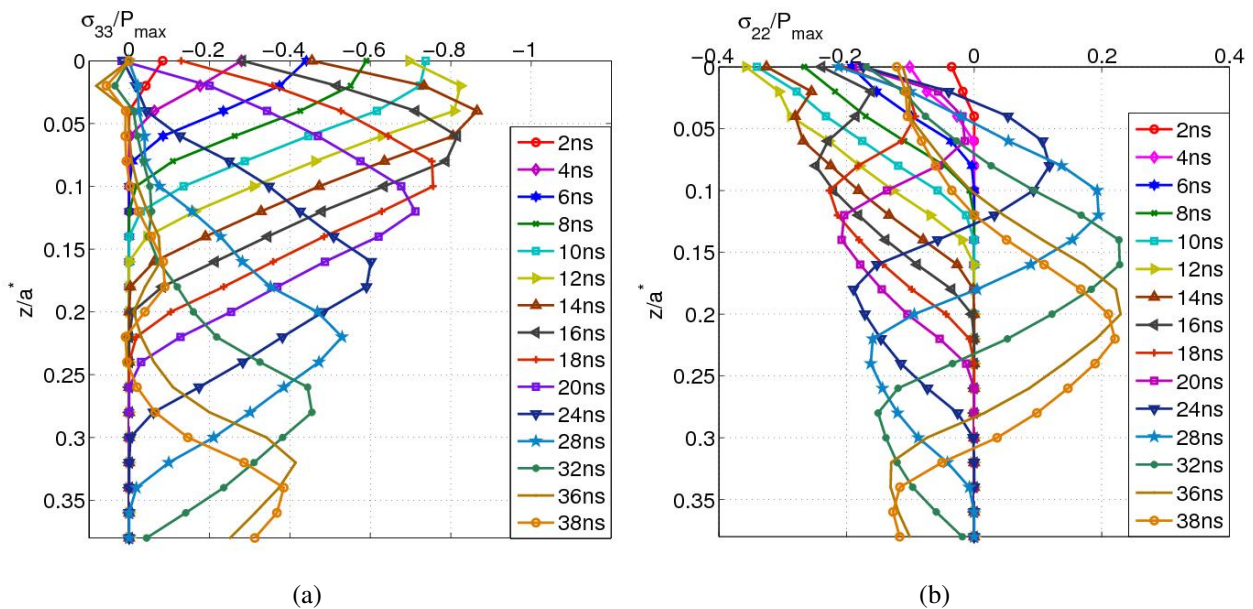 σ33/Pmax
0 −0.2 −0.4 −0.6 −0.8 −1
0
0.05
0.1
0.15
0.2
0.25
0.3
0.35
z/a*
2ns
4ns
6ns
8ns
10ns
12ns
14ns
16ns
18ns
20ns
24ns
28ns
32ns
36ns
38ns
(a)
σ22/Pmax
−0.4 −0.2 0 0.2 0.4
0
0.05
0.1
0.15
0.2
0.25
0.3
0.35
z/a*
2ns
4ns
6ns
8ns
10ns
12ns
14ns
16ns
18ns
20ns
24ns
28ns
32ns
36ns
38ns
(b)